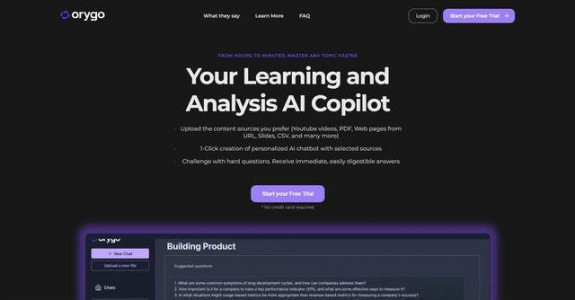 orygo
What they say
Learn More
FAQ
Login
Start your Free Trial
FROM HOURS TO MINUTES: MASTER ANY TOPIC FASTER
Your Learning and
Analysis AI Copilot
Upload the content sources you prefer (Youtube videos, PDF, Web pages from
URL, Slides, CSV, and many more)
1-Click creation of personalized AI chatbot with selected sources
Challenge with hard questions. Receive immediate, easily digestible answers
Start your Free Trial
* No credit card required
orygo
+ New Chat
Upload a new file
Chats
Building Product
Suggested questions
1. What are some common symptoms of long development cycles, and how can companies address them?
2. How important is it for a company to have a key performance indicator (KPI), and what are some effective ways to measure it?
3. In what situations might usage-based metrics be more appropriate than revenue-based metrics for measuring a company's success?